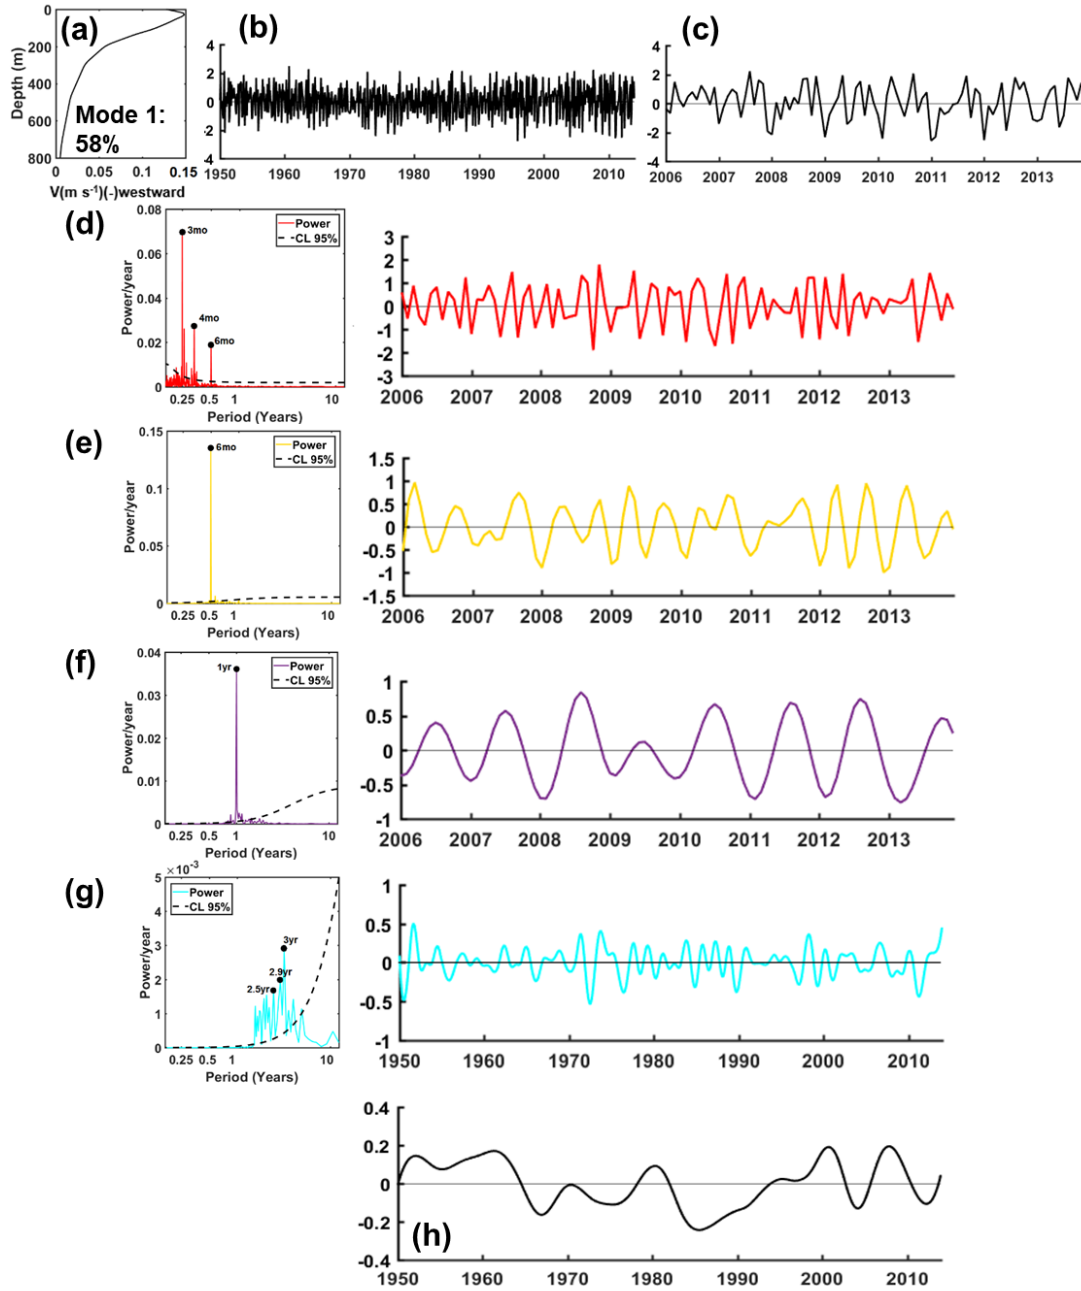 (a)
0
200
400
600
800
Depth (m)
Mode 1:
58%
0 0.05 0.1 0.15
V(m s⁻¹)(-)westward
(b)
4
2
0
-2
-4
1950 1960 1970 1980 1990 2000 2010
(c)
4
2
0
-2
-4
2006 2007 2008 2009 2010 2011 2012 2013
(d)
0.08
0.06
0.04
0.02
0
Power/year
3mo
4mo
6mo
Power
CL 95%
0.25 0.5 1 10
Period (Years)
3
2
1
0
-1
-2
-3
2006 2007 2008 2009 2010 2011 2012 2013
(e)
0.15
0.1
0.05
0
Power/year
6mo
Power
CL 95%
0.25 0.5 1 10
Period (Years)
1.5
1
0.5
0
-0.5
-1
-1.5
2006 2007 2008 2009 2010 2011 2012 2013
(f)
0.04
0.03
0.02
0.01
0
Power/year
1yr
Power
CL 95%
0.25 0.5 1 10
Period (Years)
1
0.5
0
-0.5
-1
2006 2007 2008 2009 2010 2011 2012 2013
(g)
×10⁻³
5
4
3
2
1
0
Power/year
Power
CL 95%
3yr
2.9yr
2.5yr
0.25 0.5 1 10
Period (Years)
1
0.5
0
-0.5
-1
1950 1960 1970 1980 1990 2000 2010
0.4
0.2
0
-0.2
-0.4
(h)
1950 1960 1970 1980 1990 2000 2010